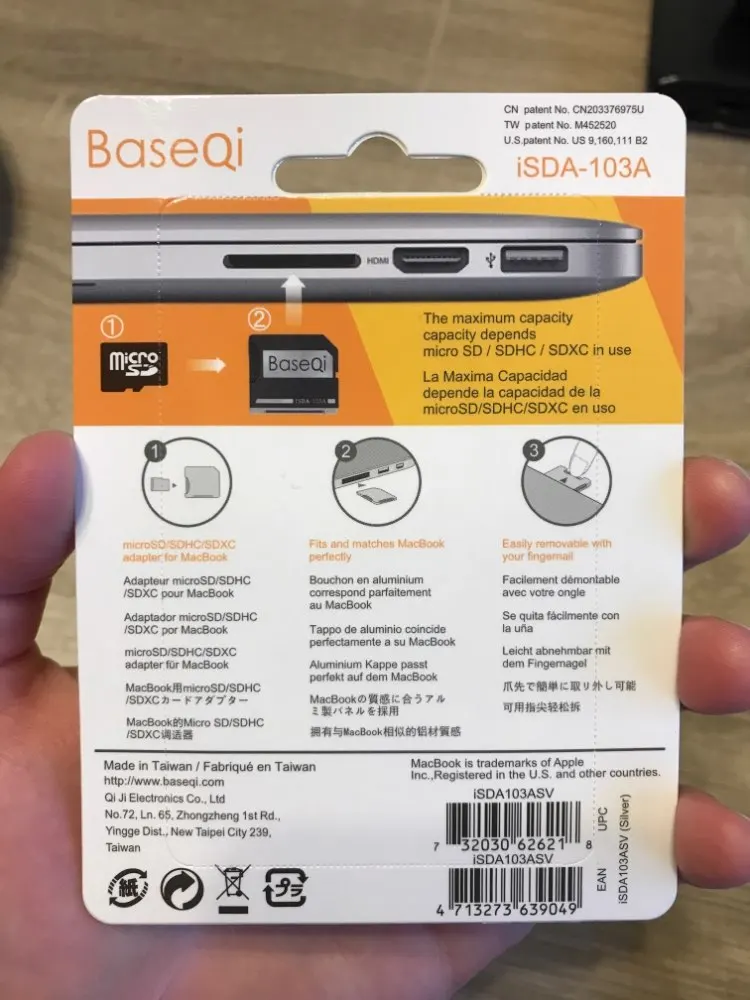 CN patent No. CN203376975U
TW patent No. M452520
U.S.patent No. US 9,160,111 B2
BaseQi
iSDA-103A
HDMI
①
②
Micro
SD
BaseQi
iSDA-103A
The maximum capacity
capacity depends
micro SD / SDHC / SDXC in use
La Maxima Capacidad
depende la capacidad de la
microSD/SDHC/SDXC en uso
1
microSD/SDHC/SDXC
adapter for MacBook
Adapteur microSD/SDHC
/SDXC pour MacBook
Adaptador microSD/SDHC
/SDXC por MacBook
microSD/SDHC/SDXC
adapter für MacBook
MacBook用microSD/SDHC
/SDXCカードアダプター
MacBook的Micro SD/SDHC
/SDXC调适器
2
Fits and matches MacBook
perfectly
Bouchon en aluminium
correspond parfaitement
au MacBook
Tappo de aluminio coincide
perfectamente a su MacBook
Aluminium Kappe passt
perfekt auf dem MacBook
MacBookの質感に合うアル
ミ製パネルを採用
拥有与MacBook相似的铝材質感
3
Easily removable with
your fingernail
Facilement démontable
avec votre ongle
Se quita fácilmente con
la uña
Leicht abnehmbar mit
dem Fingernagel
爪先で簡単に取り外し可能
可用指尖轻松拆
Made in Taiwan / Fabriqué en Taiwan
http://www.baseqi.com
Qi Ji Electronics Co., Ltd
No.72, Ln. 65, Zhongzheng 1st Rd.,
Yingge Dist., New Taipei City 239,
Taiwan
MacBook is trademarks of Apple
Inc.,Registered in the U.S. and other countries.
iSDA103ASV
7 32030 62621 8
UPC
iSDA103ASV
4 713273 639049
EAN
iSDA103ASV (Silver)
紙
プラ